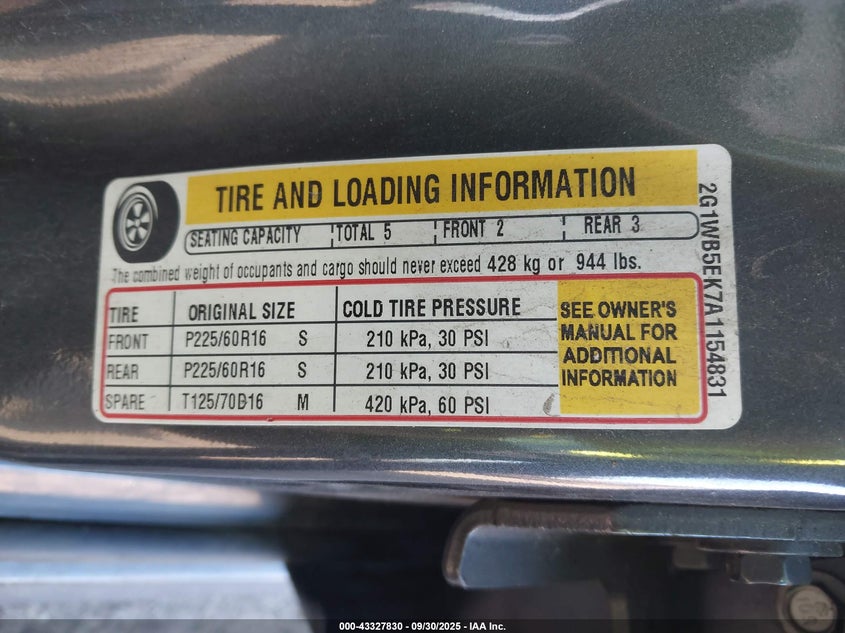 TIRE AND LOADING INFORMATION
SEATING CAPACITY TOTAL 5 FRONT 2 REAR 3
The combined weight of occupants and cargo should never exceed 428 kg or 944 lbs.
TIRE ORIGINAL SIZE COLD TIRE PRESSURE
FRONT P225/60R16 S 210 kPa, 30 PSI
REAR P225/60R16 S 210 kPa, 30 PSI
SPARE T125/70D16 M 420 kPa, 60 PSI
SEE OWNER'S
MANUAL FOR
ADDITIONAL
INFORMATION
2G1WB5EK7A1154831
000-43327830 - 09/30/2025 - IAA Inc.